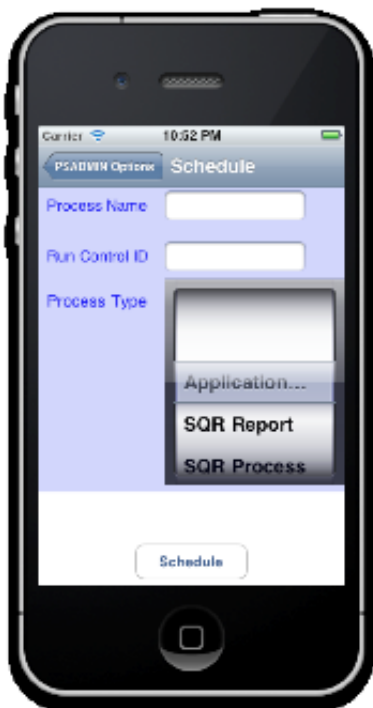 Carrier 10:52 PM
PSADMIN Options Schedule
Process Name
Run Control ID
Process Type
Application...
SQR Report
SQR Process
Schedule